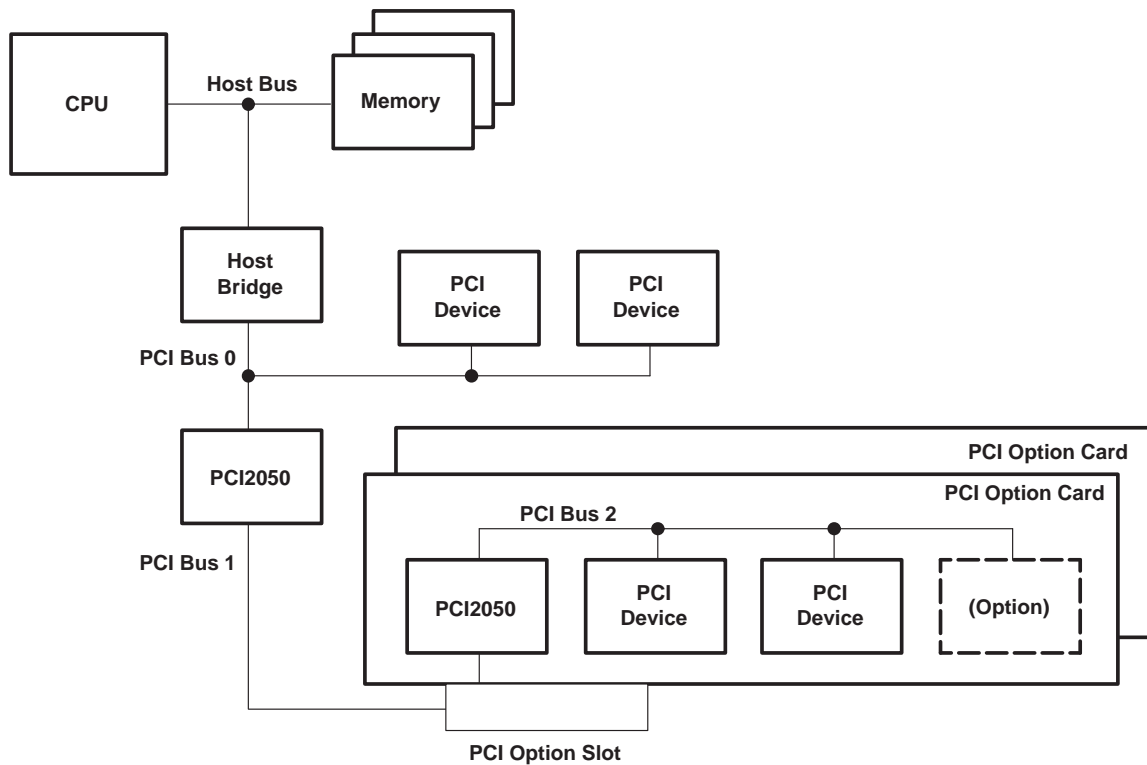 CPU
Host Bus
Memory
Host
Bridge
PCI
Device
PCI
Device
PCI Bus 0
PCI2050
PCI Option Card
PCI Option Card
PCI Bus 2
PCI Bus 1
PCI2050
PCI
Device
PCI
Device
(Option)
PCI Option Slot